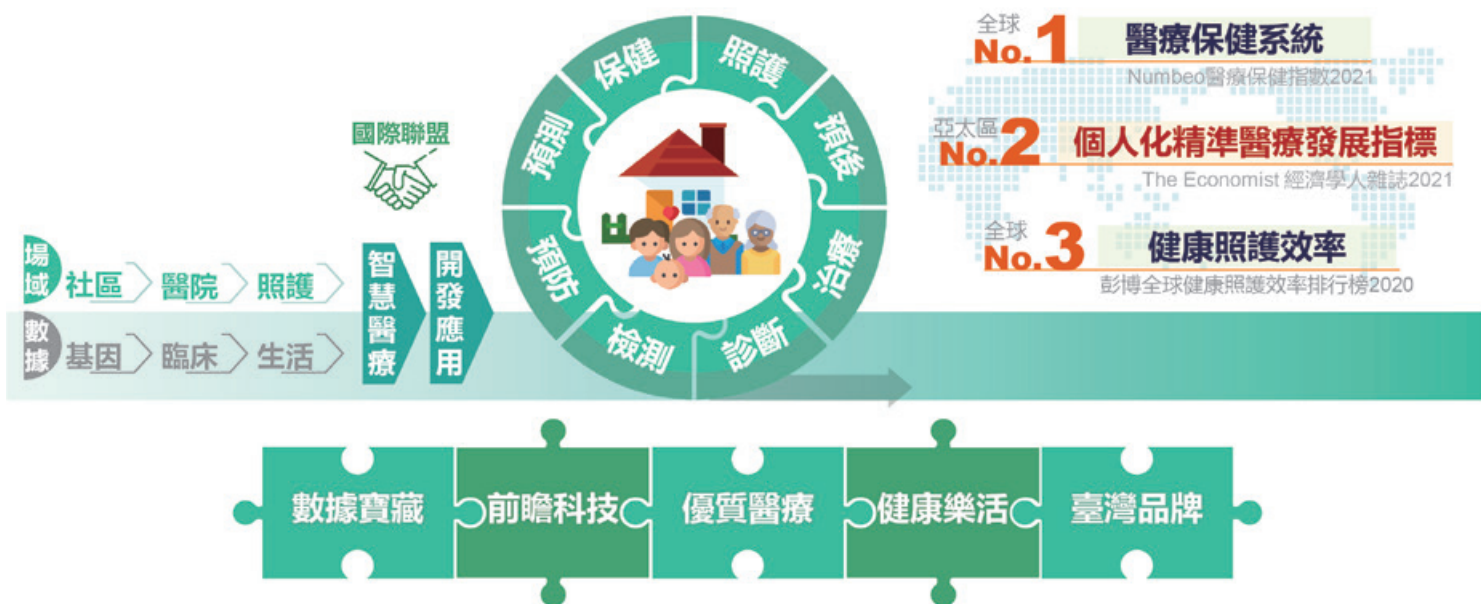 國際聯盟
場域
社區
醫院
照護
數據
基因
臨床
生活
智慧醫療
開發應用
保健
照護
預後
治療
診斷
檢測
預防
預測
全球
No.1 醫療保健系統
Numbeo醫療保健指數2021
亞太區
No.2 個人化精準醫療發展指標
The Economist 經濟學人雜誌2021
全球
No.3 健康照護效率
彭博全球健康照護效率排行榜2020
數據寶藏
前瞻科技
優質醫療
健康樂活
臺灣品牌